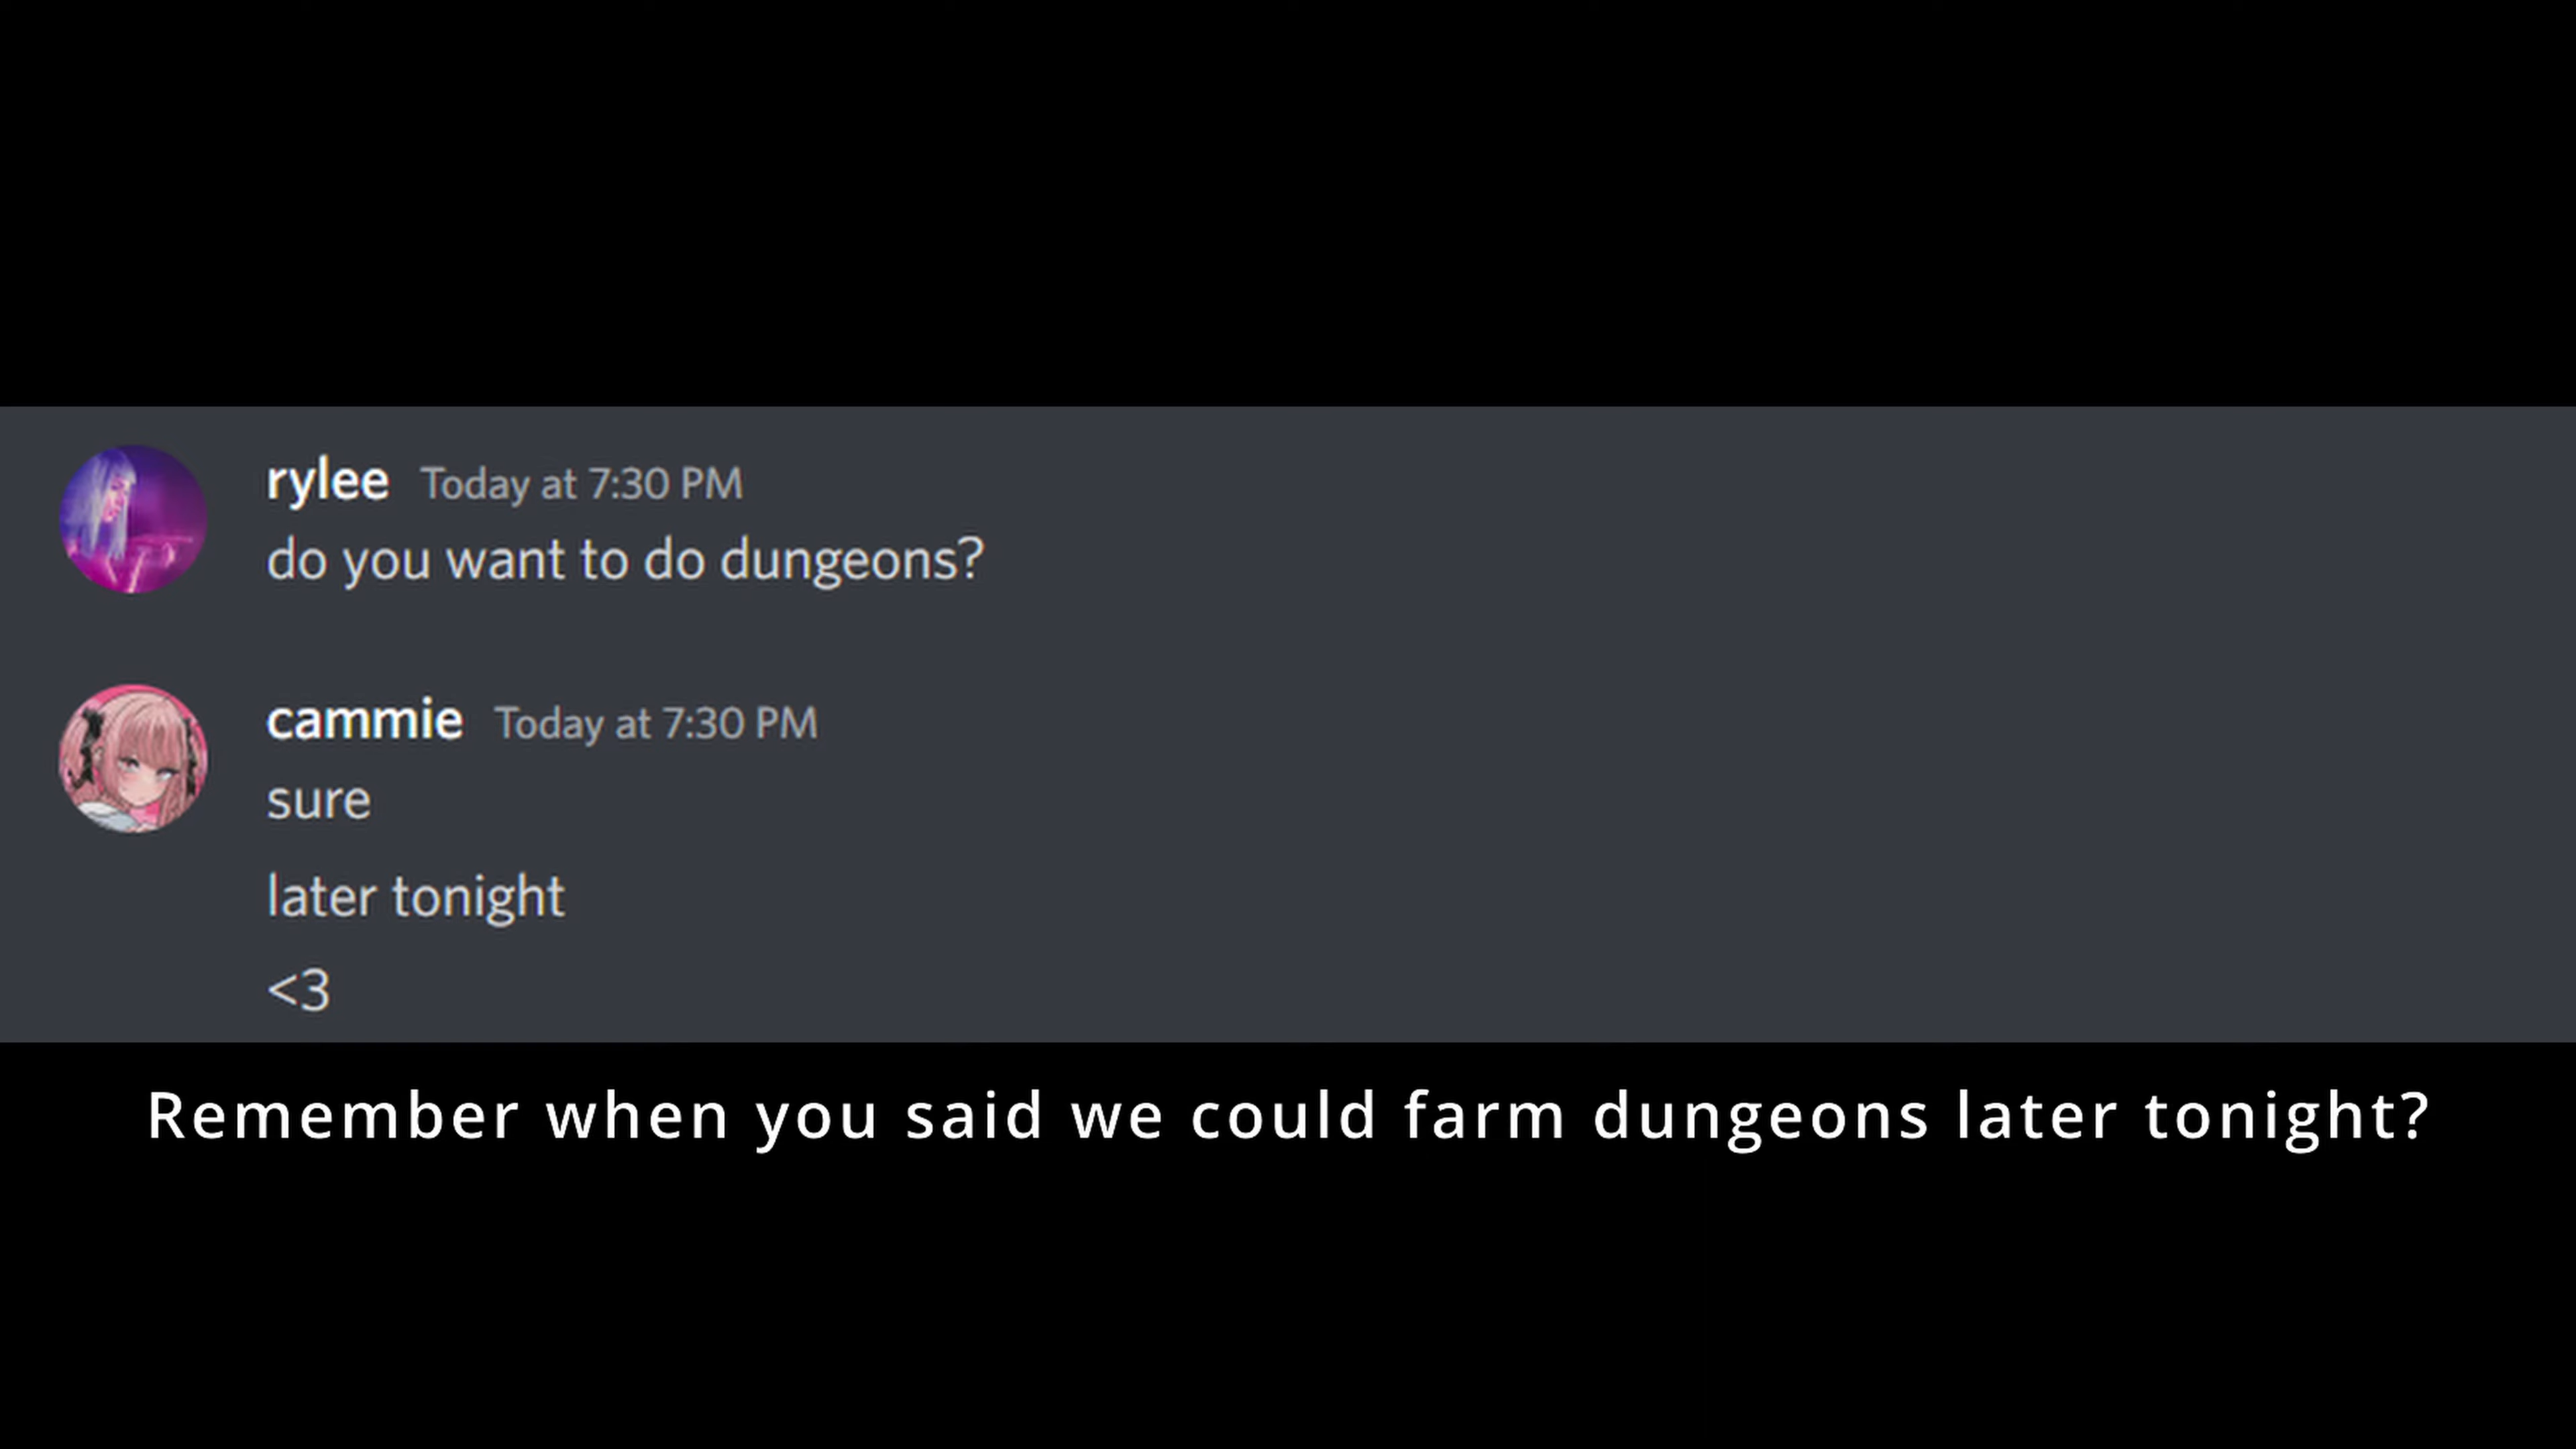 rylee Today at 7:30 PM
do you want to do dungeons?
cammie Today at 7:30 PM
sure
later tonight
<3
Remember when you said we could farm dungeons later tonight?